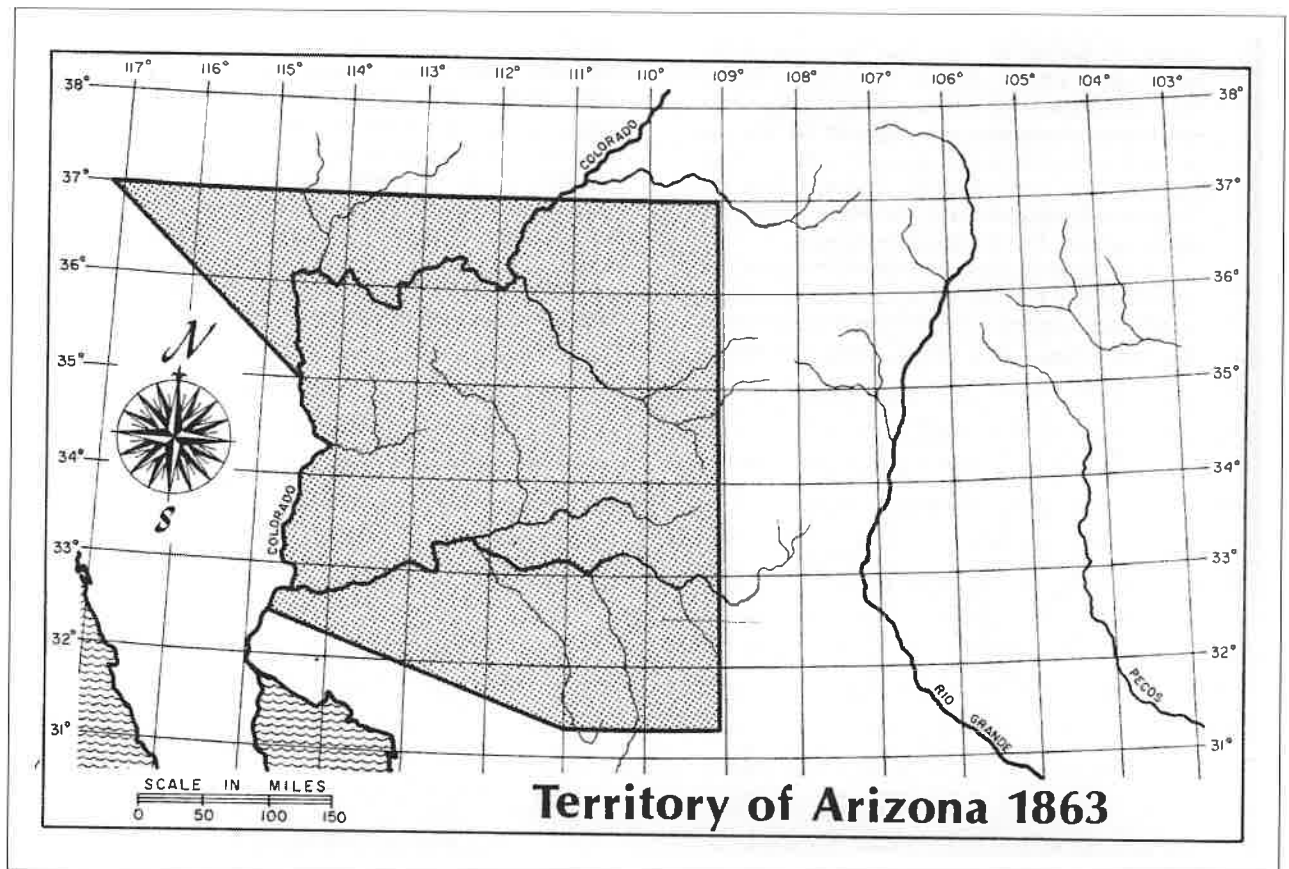 117° 116° 115° 114° 113° 112° 111° 110° 109° 108° 107° 106° 105° 104° 103°
38° 38°
COLORADO
37° 37°
36° 36°
N
35° 35°
34° 34°
S
COLORADO
33° 33°
32° 32°
PECOS
RIO GRANDE
31° 31°
SCALE IN MILES
0 50 100 150
Territory of Arizona 1863